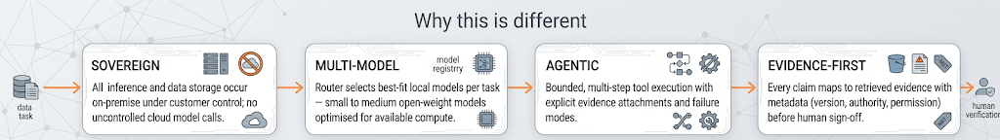 Why this is different
data
task
SOVEREIGN
All inference and data storage occur
on-premise under customer control; no
uncontrolled cloud model calls.
MULTI-MODEL
model
registry
Router selects best-fit local models per task
— small to medium open-weight models
optimised for available compute.
AGENTIC
Bounded, multi-step tool execution with
explicit evidence attachments and failure
modes.
EVIDENCE-FIRST
Every claim maps to retrieved evidence with
metadata (version, authority, permission)
before human sign-off.
human
verification